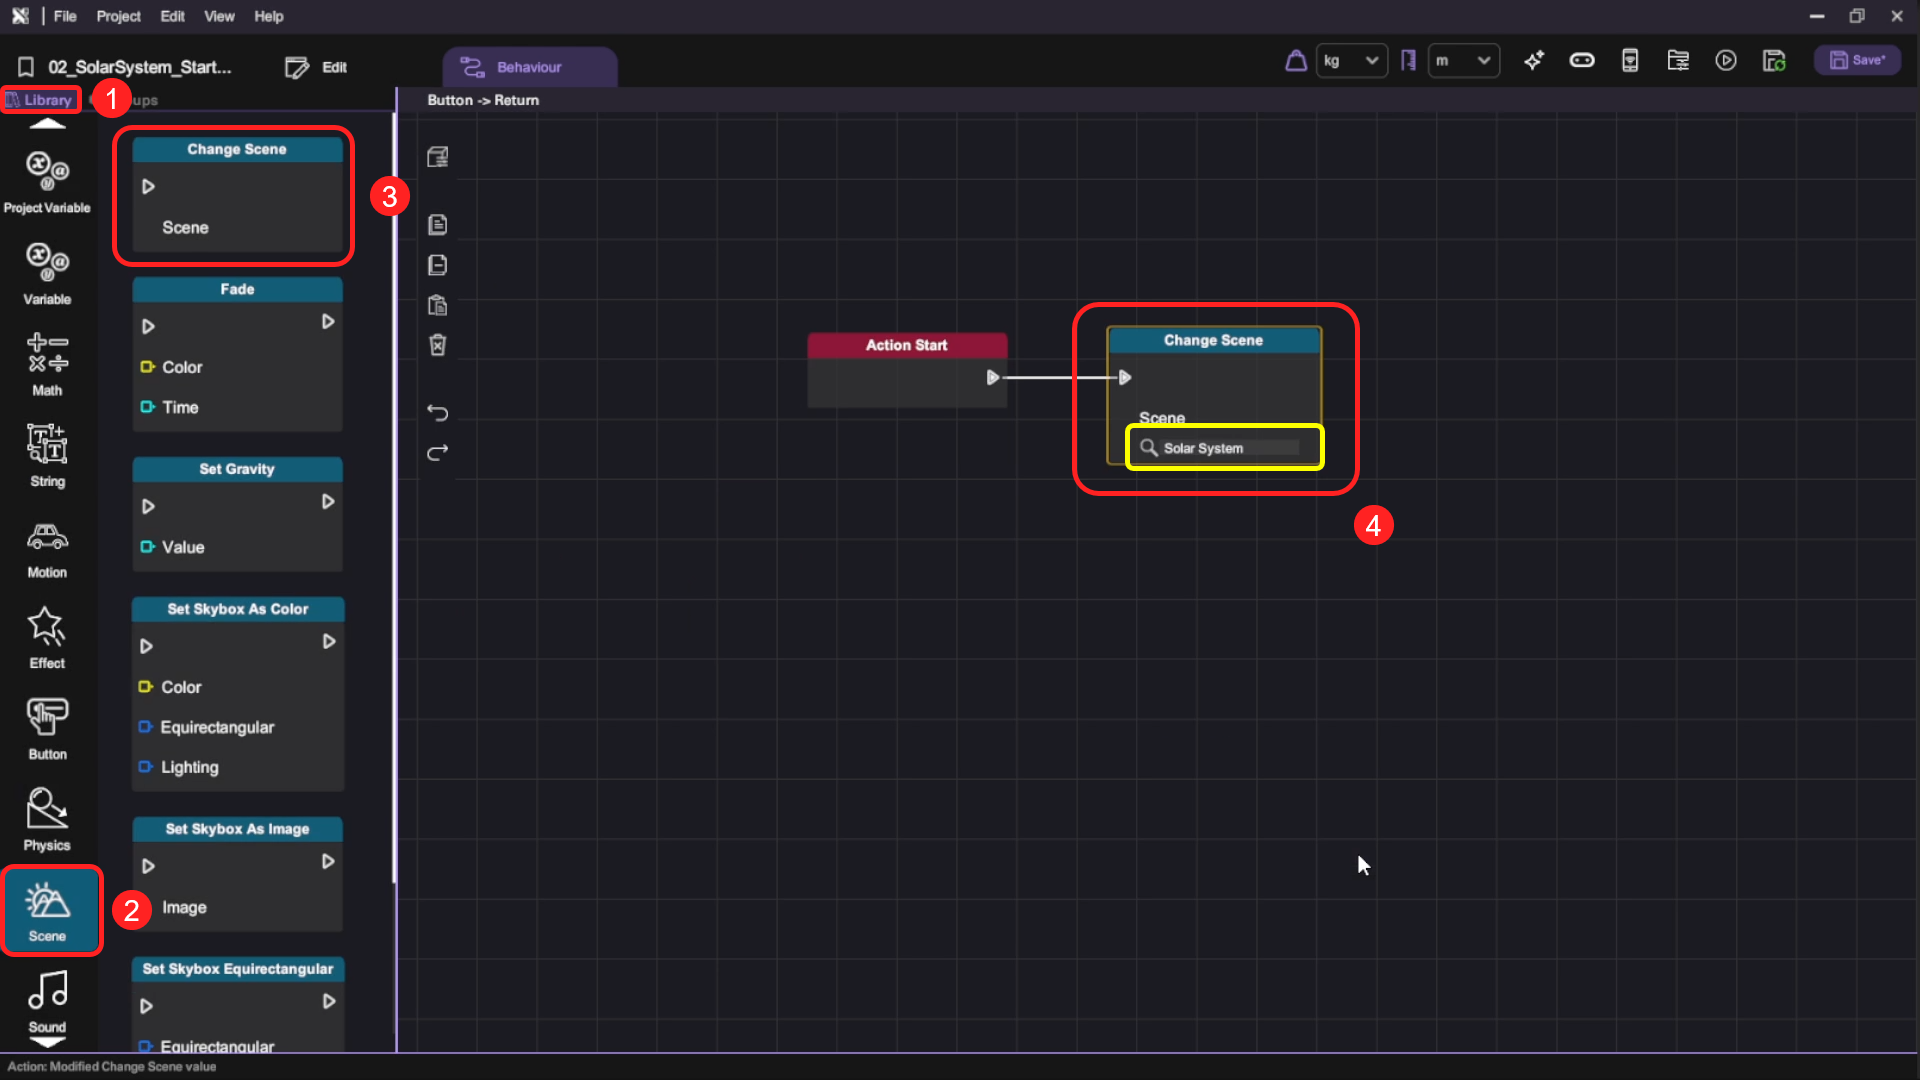 File Project Edit View Help
02_SolarSystem_Start... Edit Behaviour kg m Save*
Library 1 ups Button -> Return
Change Scene
Scene
3
Project Variable
Variable
Math
String
Motion
Effect
Button
Physics
Scene
2
Sound
Fade
Color
Time
Set Gravity
Value
Set Skybox As Color
Color
Equirectangular
Lighting
Set Skybox As Image
Image
Set Skybox Equirectangular
Equirectangular
Action Start
Change Scene
Scene
Solar System
4
Action: Modified Change Scene value